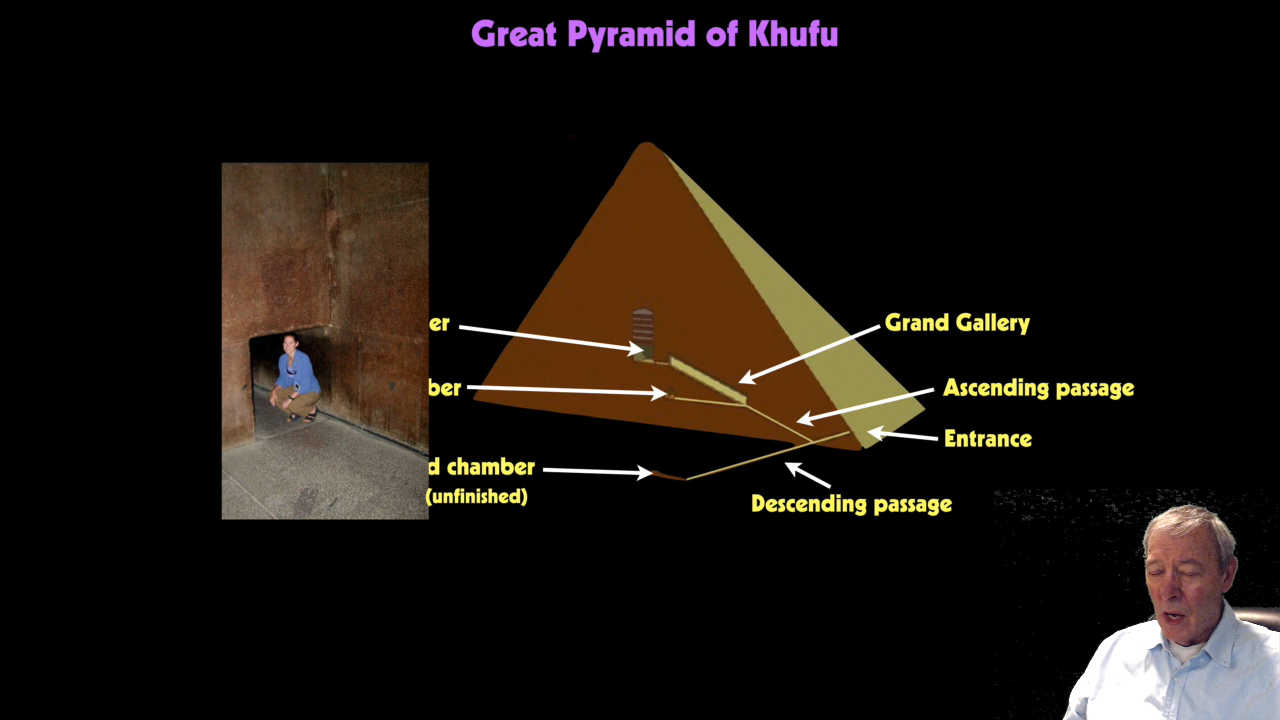 Great Pyramid of Khufu
er
Grand Gallery
ber
Ascending passage
Entrance
d chamber
(unfinished)
Descending passage